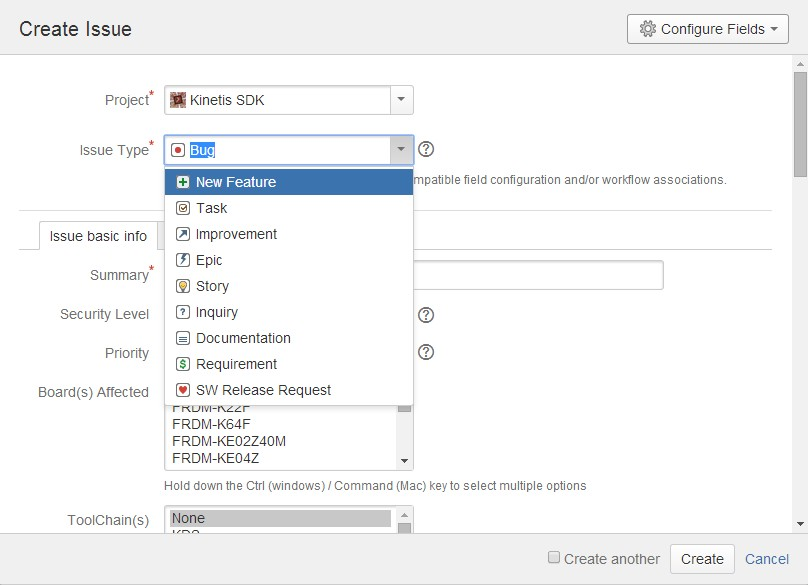 Create Issue
Configure Fields
Project*
Kinetis SDK
Issue Type*
Bug
New Feature
mpatible field configuration and/or workflow associations.
Task
Issue basic info
Improvement
Epic
Summary*
Story
Security Level
Inquiry
Documentation
Priority
Requirement
Board(s) Affected
SW Release Request
FRDM-K22F
FRDM-K64F
FRDM-KE02Z40M
FRDM-KE04Z
Hold down the Ctrl (windows) / Command (Mac) key to select multiple options
ToolChain(s)
None
Create another
Create
Cancel